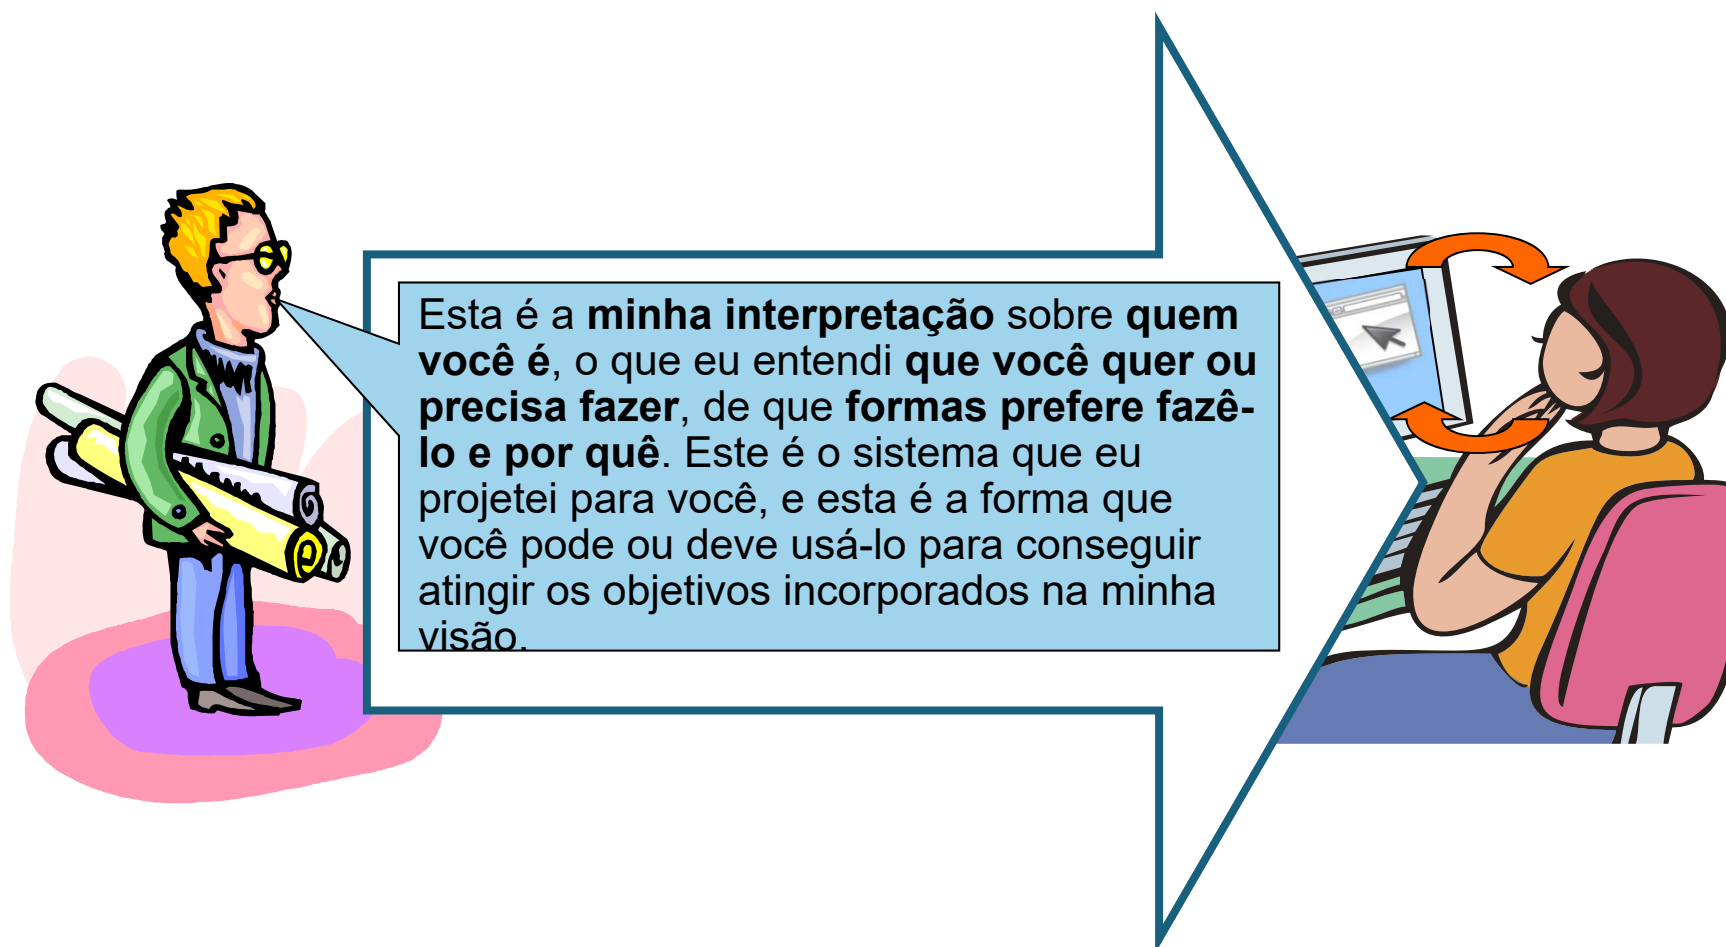 Esta é a minha interpretação sobre quem
você é, o que eu entendi que você quer ou
precisa fazer, de que formas prefere fazê-
lo e por quê. Este é o sistema que eu
projetei para você, e esta é a forma que
você pode ou deve usá-lo para conseguir
atingir os objetivos incorporados na minha
visão.